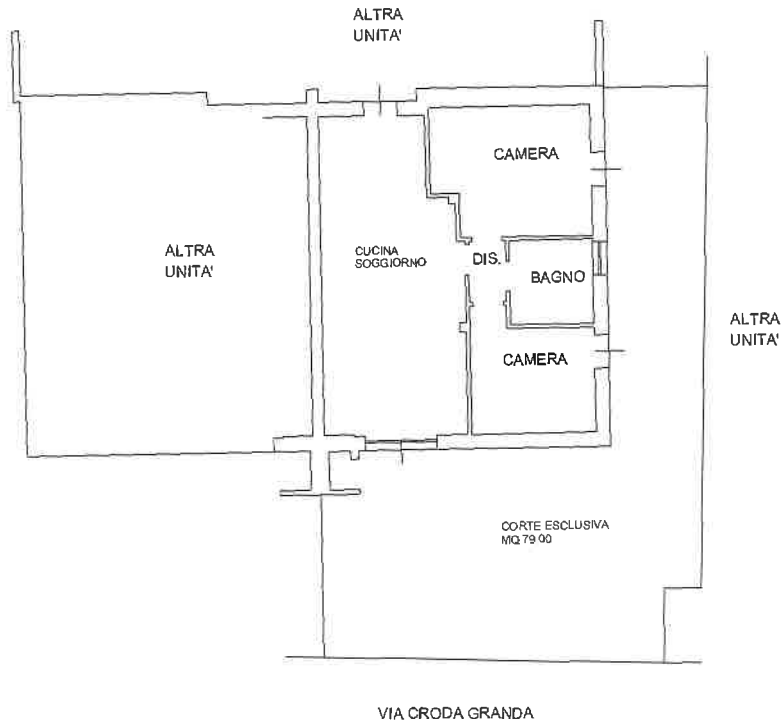 ALTRA
UNITA'
CAMERA
ALTRA
UNITA'
CUCINA
SOGGIORNO
DIS.
BAGNO
ALTRA
UNITA'
CAMERA
CORTE ESCLUSIVA
MQ 79.00
VIA CRODA GRANDA